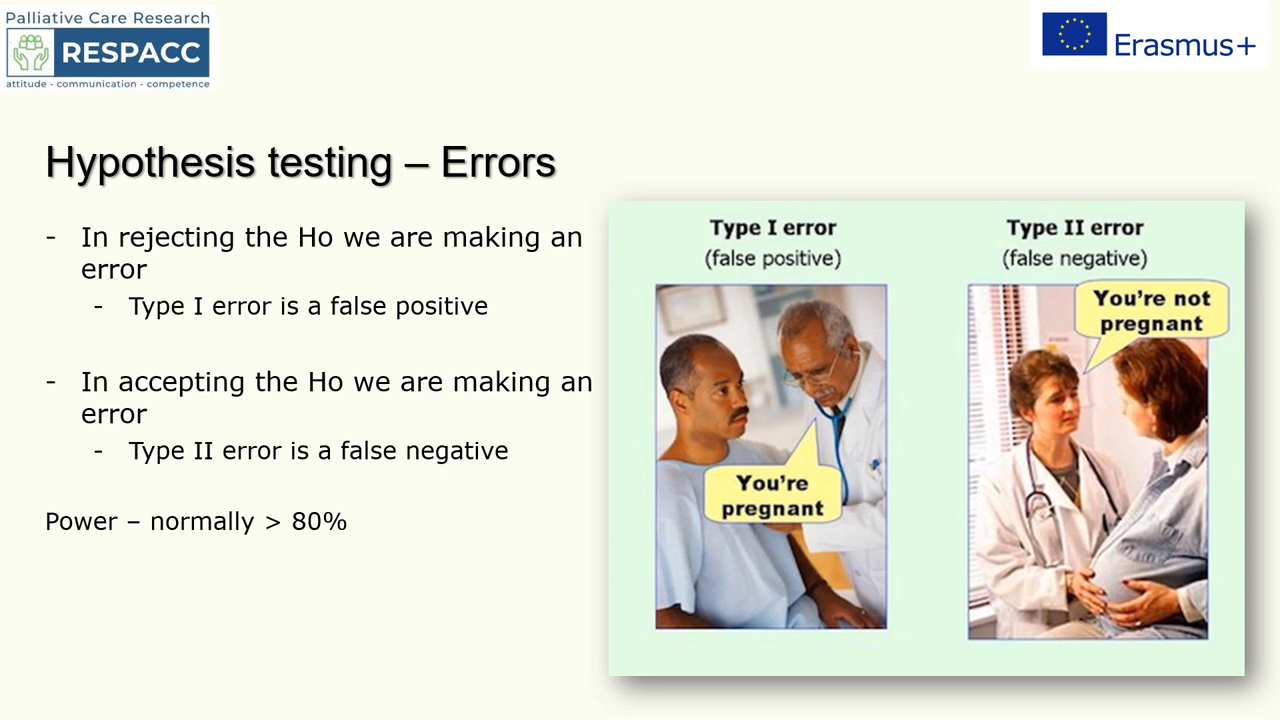 Palliative Care Research
RESPACC
attitude - communication - competence
Erasmus+
Hypothesis testing – Errors
- In rejecting the Ho we are making an
error
- Type I error is a false positive
- In accepting the Ho we are making an
error
- Type II error is a false negative
Power – normally > 80%
Type I error
(false positive)
You're
pregnant
Type II error
(false negative)
You're not
pregnant